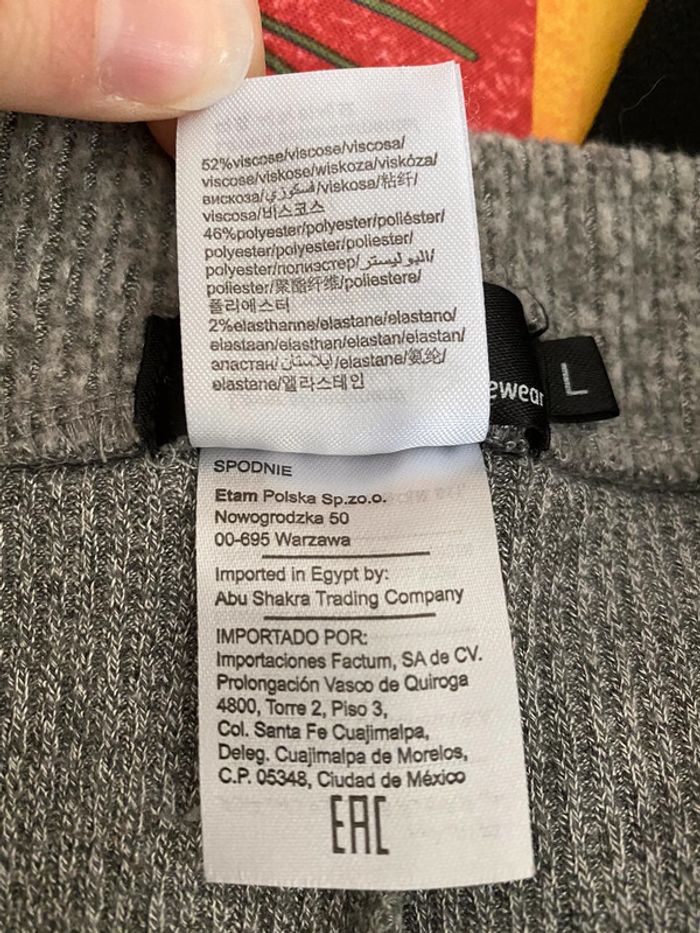 52%viscose/viscose/viscosa/
viscose/viskose/wiskoza/viskóza/
вискоза/فسكوزي/viskosa/粘纤/
viscosa/비스코스
46%polyester/polyester/poliéster/
polyester/polyester/poliester/
polyester/полиэстер/البوليستر/
poliester/聚酯纤维/poliestere/
폴리에스터
2%elasthanne/elastane/elastano/
elastaan/elasthan/elastan/elastan/
эластан/إيلاستان/elastane/氨纶/
elastane/엘라스테인
ewear
L
SPODNIE
Etam Polska Sp.zo.o.
Nowogrodzka 50
00-695 Warzawa
Imported in Egypt by:
Abu Shakra Trading Company
IMPORTADO POR:
Importaciones Factum, SA de CV.
Prolongación Vasco de Quiroga
4800, Torre 2, Piso 3,
Col. Santa Fe Cuajimalpa,
Deleg. Cuajimalpa de Morelos,
C.P. 05348, Ciudad de México
EAC